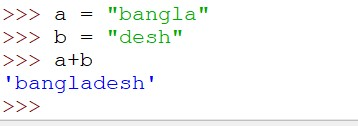 >>> a = "bangla"
>>> b = "desh"
>>> a+b
'bangladesh'
>>>